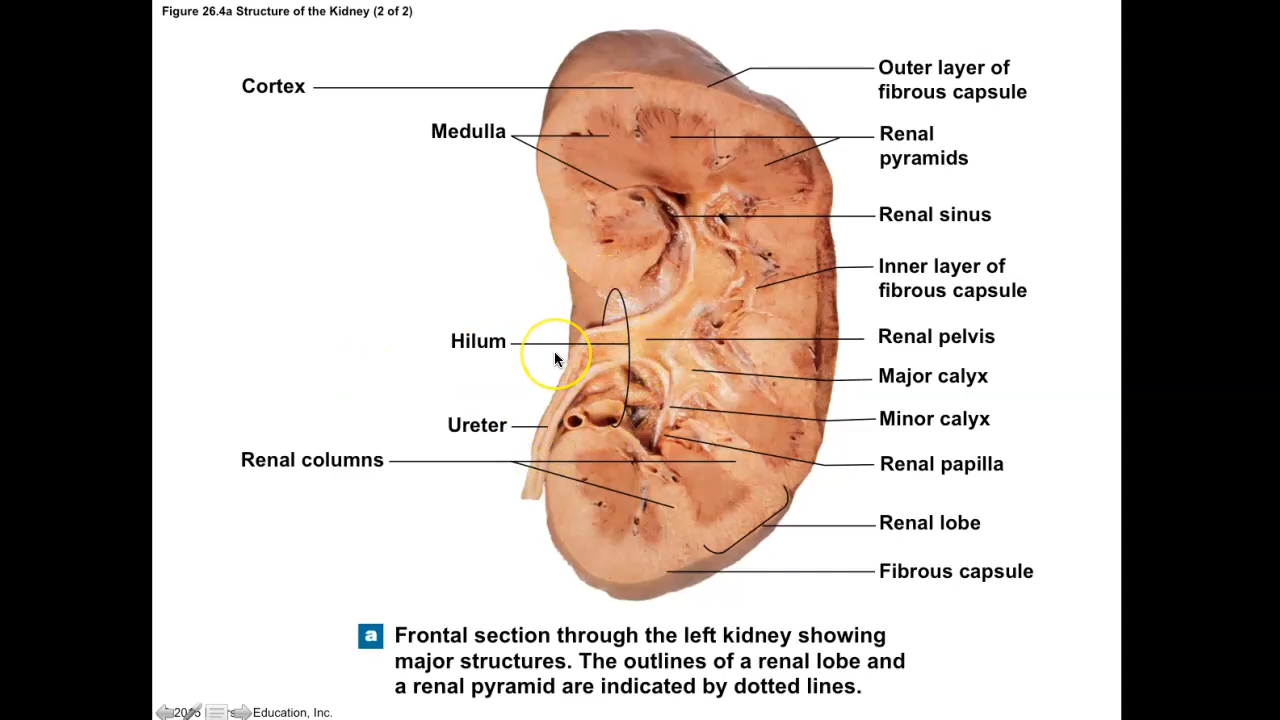 Figure 26.4a Structure of the Kidney (2 of 2)
Cortex
Medulla
Hilum
Ureter
Renal columns
Outer layer of
fibrous capsule
Renal
pyramids
Renal sinus
Inner layer of
fibrous capsule
Renal pelvis
Major calyx
Minor calyx
Renal papilla
Renal lobe
Fibrous capsule
a
Frontal section through the left kidney showing
major structures. The outlines of a renal lobe and
a renal pyramid are indicated by dotted lines.
Education, Inc.